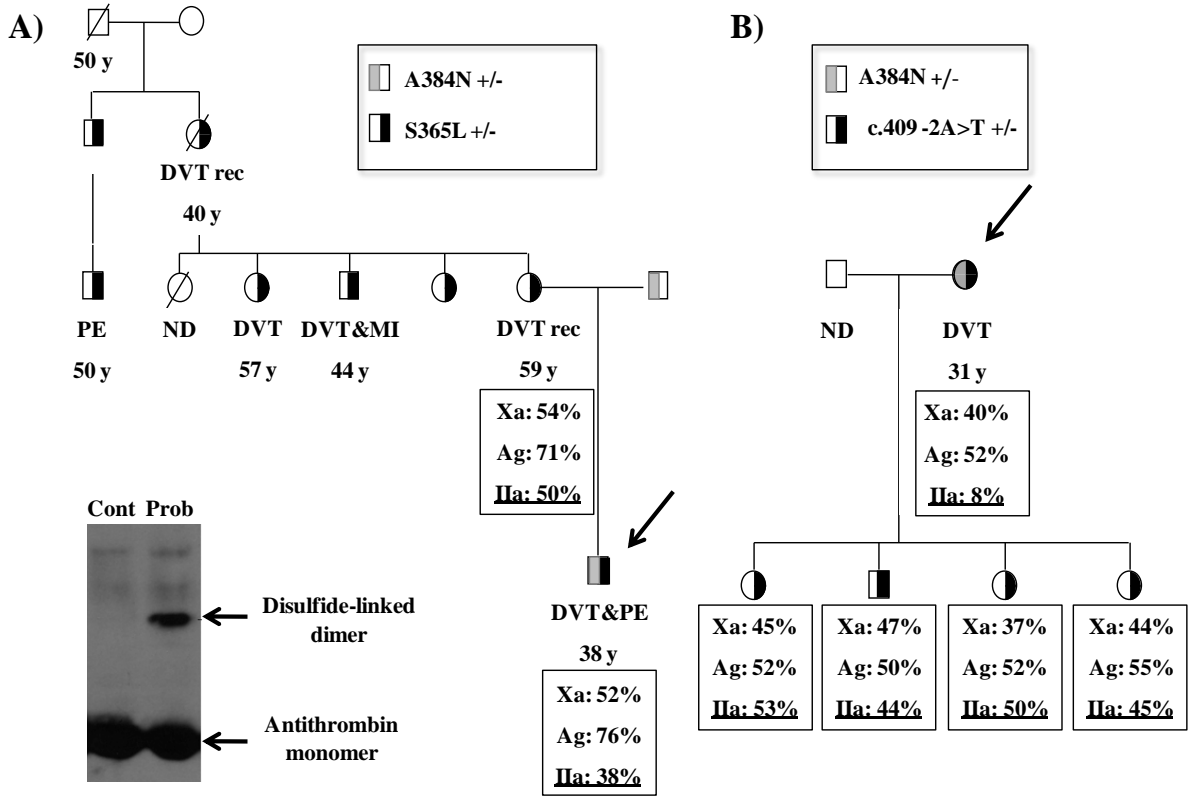 A)
50 y
A384N +/-
S365L +/-
DVT rec
40 y
PE
50 y
ND
DVT
57 y
DVT&MI
44 y
DVT rec
59 y
Xa: 54%
Ag: 71%
IIa: 50%
DVT&PE
38 y
Xa: 52%
Ag: 76%
IIa: 38%
Cont Prob
Disulfide-linked
dimer
Antithrombin
monomer
B)
A384N +/-
c.409 -2A>T +/-
ND
DVT
31 y
Xa: 40%
Ag: 52%
IIa: 8%
Xa: 45%
Ag: 52%
IIa: 53%
Xa: 47%
Ag: 50%
IIa: 44%
Xa: 37%
Ag: 52%
IIa: 50%
Xa: 44%
Ag: 55%
IIa: 45%